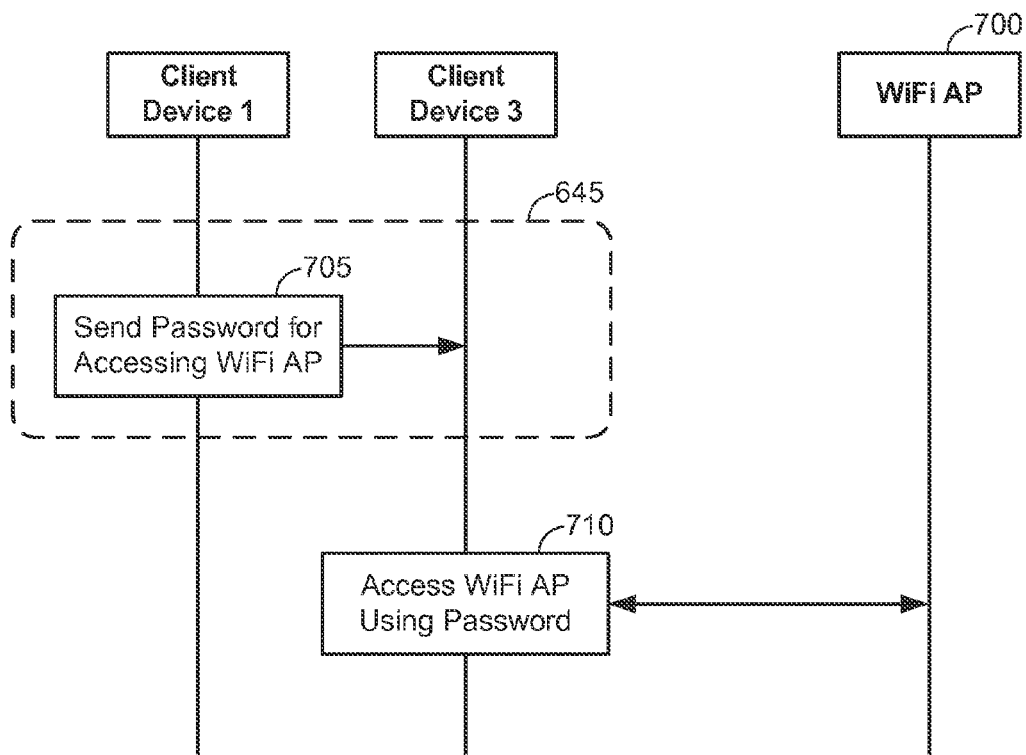 700
Client
Device 1
Client
Device 3
WiFi AP
645
705
Send Password for
Accessing WiFi AP
710
Access WiFi AP
Using Password